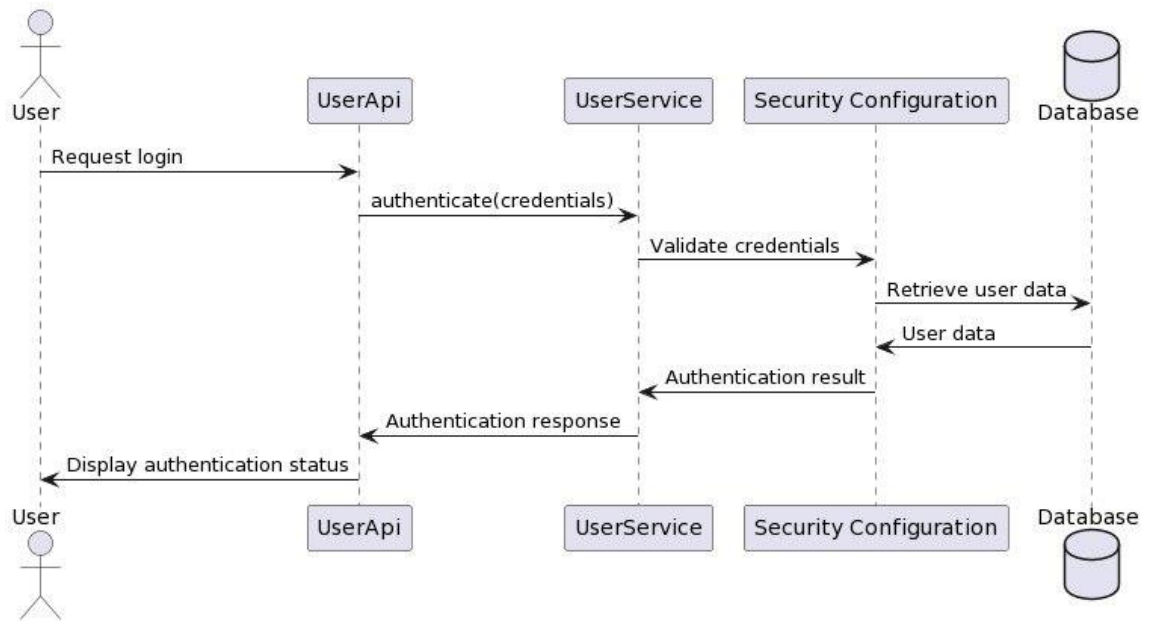 User
UserApi
UserService
Security Configuration
Database
Request login
authenticate(credentials)
Validate credentials
Retrieve user data
User data
Authentication result
Authentication response
Display authentication status
User
UserApi
UserService
Security Configuration
Database